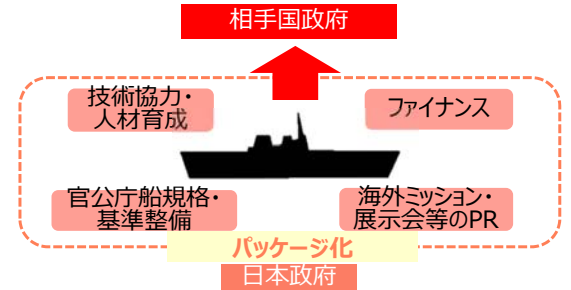 相手国政府
技術協力・
人材育成
ファイナンス
官公庁船規格・
基準整備
海外ミッション・
展示会等のPR
パッケージ化
日本政府